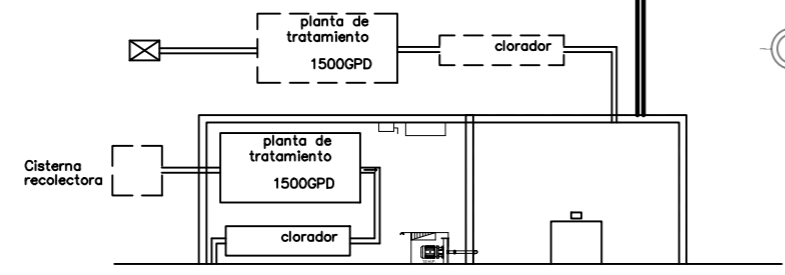 planta de
tratamiento
1500GPD
clorador
Cisterna
recolectora
planta de
tratamiento
1500GPD
clorador